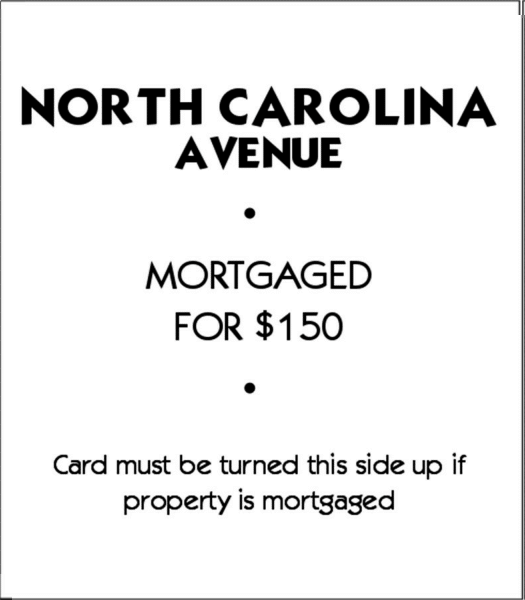 NORTH CAROLINA
AVENUE
•
MORTGAGED
FOR $150
•
Card must be turned this side up if
property is mortgaged